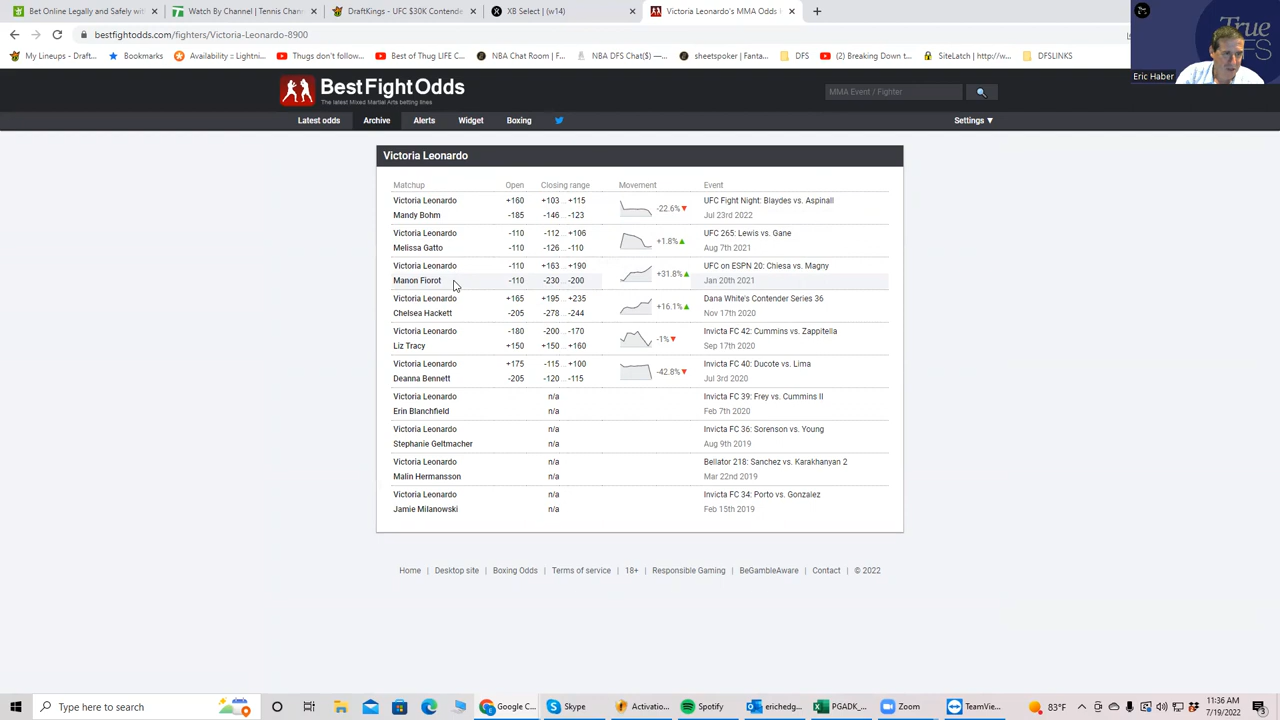 Bet Online Legally and Safely with
Watch By Channel | Tennis Chann
DraftKings - UFC $30K Contende
XB Select | (w14)
Victoria Leonardo's MMA Odds H
bestfightodds.com/fighters/Victoria-Leonardo-8900
My Lineups - Draft...
Bookmarks
Availability :: Lightni...
Thugs don't follow...
Best of Thug LIFE C...
NBA Chat Room | F...
NBA DFS Chat($) —...
sheetspoker | Fanta...
DFS
(2) Breaking Down t...
SiteLatch | http://w...
DFSLINKS
True
DFS
Eric Haber
BestFightOdds
The latest Mixed Martial Arts betting lines
MMA Event / Fighter
Latest odds Archive Alerts Widget Boxing Settings ▼
Victoria Leonardo
Matchup Open Closing range Movement Event
Victoria Leonardo +160 +103 ... +115 -22.6%▼ UFC Fight Night: Blaydes vs. Aspinall
Mandy Bohm -185 -146 ... -123 Jul 23rd 2022
Victoria Leonardo -110 -112 ... +106 +1.8%▲ UFC 265: Lewis vs. Gane
Melissa Gatto -110 -126 ... -110 Aug 7th 2021
Victoria Leonardo -110 +163 ... +190 +31.8%▲ UFC on ESPN 20: Chiesa vs. Magny
Manon Fiorot -110 -230 ... -200 Jan 20th 2021
Victoria Leonardo +165 +195 ... +235 +16.1%▲ Dana White's Contender Series 36
Chelsea Hackett -205 -278 ... -244 Nov 17th 2020
Victoria Leonardo -180 -200 ... -170 -1%▼ Invicta FC 42: Cummins vs. Zappitella
Liz Tracy +150 +150 ... +160 Sep 17th 2020
Victoria Leonardo +175 -115 ... +100 -42.8%▼ Invicta FC 40: Ducote vs. Lima
Deanna Bennett -205 -120 ... -115 Jul 3rd 2020
Victoria Leonardo n/a Invicta FC 39: Frey vs. Cummins II
Erin Blanchfield n/a Feb 7th 2020
Victoria Leonardo n/a Invicta FC 36: Sorenson vs. Young
Stephanie Geltmacher n/a Aug 9th 2019
Victoria Leonardo n/a Bellator 218: Sanchez vs. Karakhanyan 2
Malin Hermansson n/a Mar 22nd 2019
Victoria Leonardo n/a Invicta FC 34: Porto vs. Gonzalez
Jamie Milanowski n/a Feb 15th 2019
Home | Desktop site | Boxing Odds | Terms of service | 18+ | Responsible Gaming | BeGambleAware | Contact | © 2022
Type here to search
Google C...
Skype
Activatio...
Spotify
erichedg...
PGADK_...
Zoom
TeamVie...
83°F
11:36 AM
7/19/2022